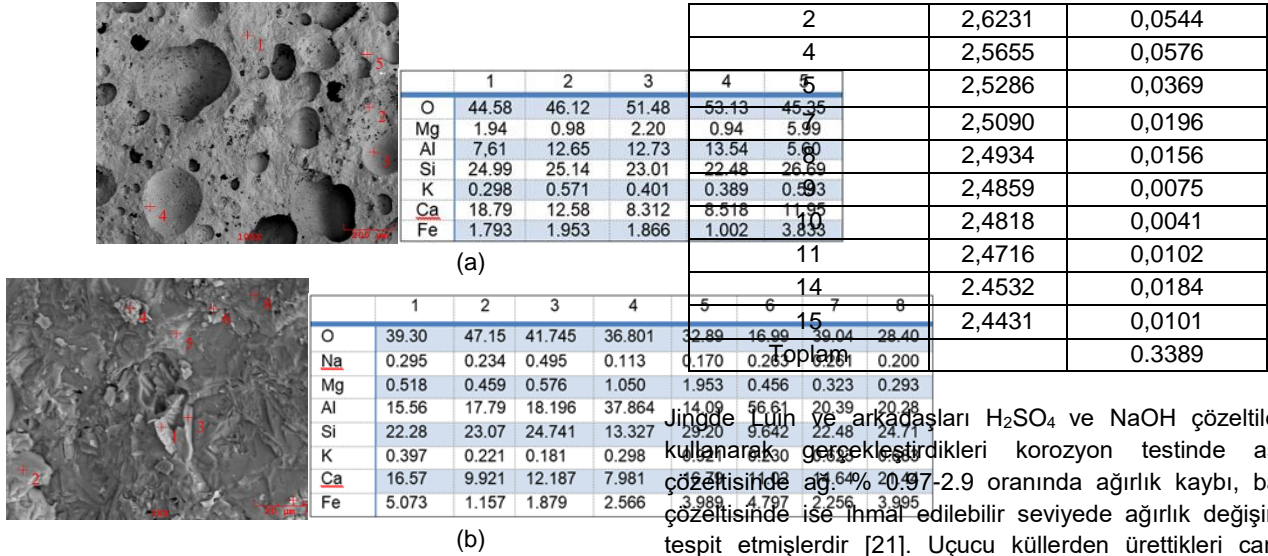 1
5
2
3
4
1 2 3 4 5
O 44.58 46.12 51.48 53.13 45.35
Mg 1.94 0.98 2.20 0.94 5.99
Al 7,61 12.65 12.73 13.54 5.60
Si 24.99 25.14 23.01 22.48 26.69
K 0.298 0.571 0.401 0.389
Ca 18.79 12.58 8.312 8.518 11.95
Fe 1.793 1.953 1.866 1.002 3.833
(a)
1
2
3
5
1 2 3 4 5 6 7 8
O 39.30 47.15 41.745 36.801 32.89 16.99 39.04 28.40
Na 0.295 0.234 0.495 0.113 0.170 0.263 0.261 0.200
Mg 0.518 0.459 0.576 1.050 1.953 0.456 0.323 0.293
Al 15.56 17.79 18.196 37.864 14.09 56.61 20.39 20.28
Si 22.28 23.07 24.741 13.327 29.20 9.642 22.48 24.71
K 0.397 0.221 0.181 0.298 0.230
Ca 16.57 9.921 12.187 7.981
Fe 5.073 1.157 1.879 2.566 3.989 4.797 2.256 3.995
(b)
2 2,6231 0,0544
4 2,5655 0,0576
5 2,5286 0,0369
7 2,5090 0,0196
8 2,4934 0,0156
9 2,4859 0,0075
10 2,4818 0,0041
11 2,4716 0,0102
14 2.4532 0,0184
15 2,4431 0,0101
Toplam 0.3389
Jingde Luin ve arkadaşları H₂SO₄ ve NaOH çözeltile
kullanarak gerçekleştirdikleri korozyon testinde a
çözeltisinde ağ. % 0.97-2.9 oranında ağırlık kaybı, ba
çözeltisinde ise ihmal edilebilir seviyede ağırlık değişi
tespit etmişlerdir [21]. Uçucu küllerden ürettikleri ca